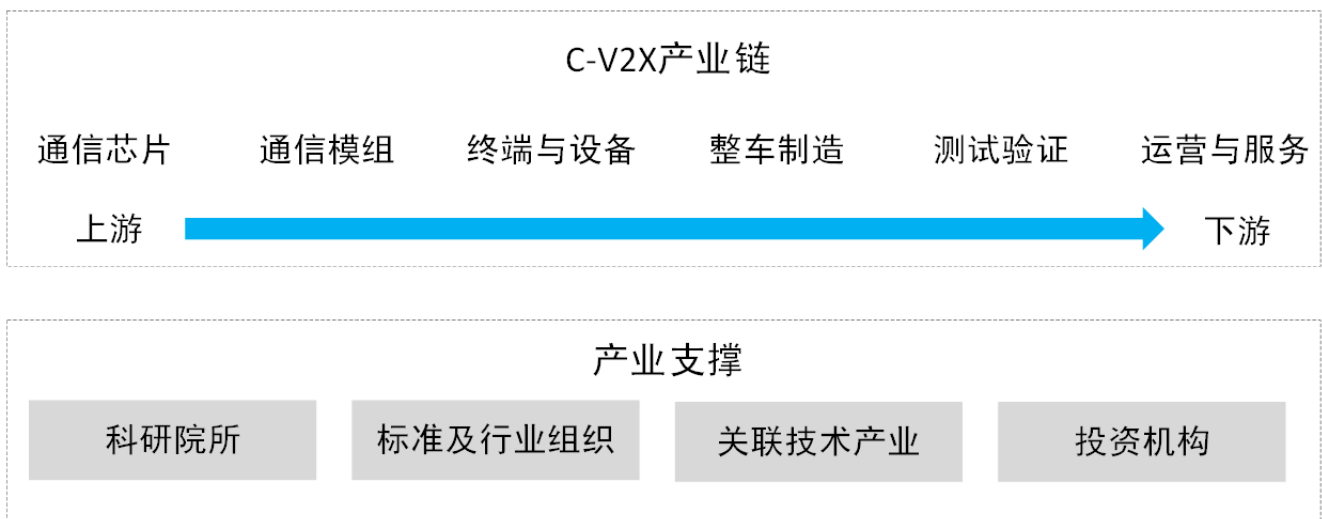 C-V2X产业链
通信芯片 通信模组 终端与设备 整车制造 测试验证 运营与服务
上游 下游
产业支撑
科研院所 标准及行业组织 关联技术产业 投资机构